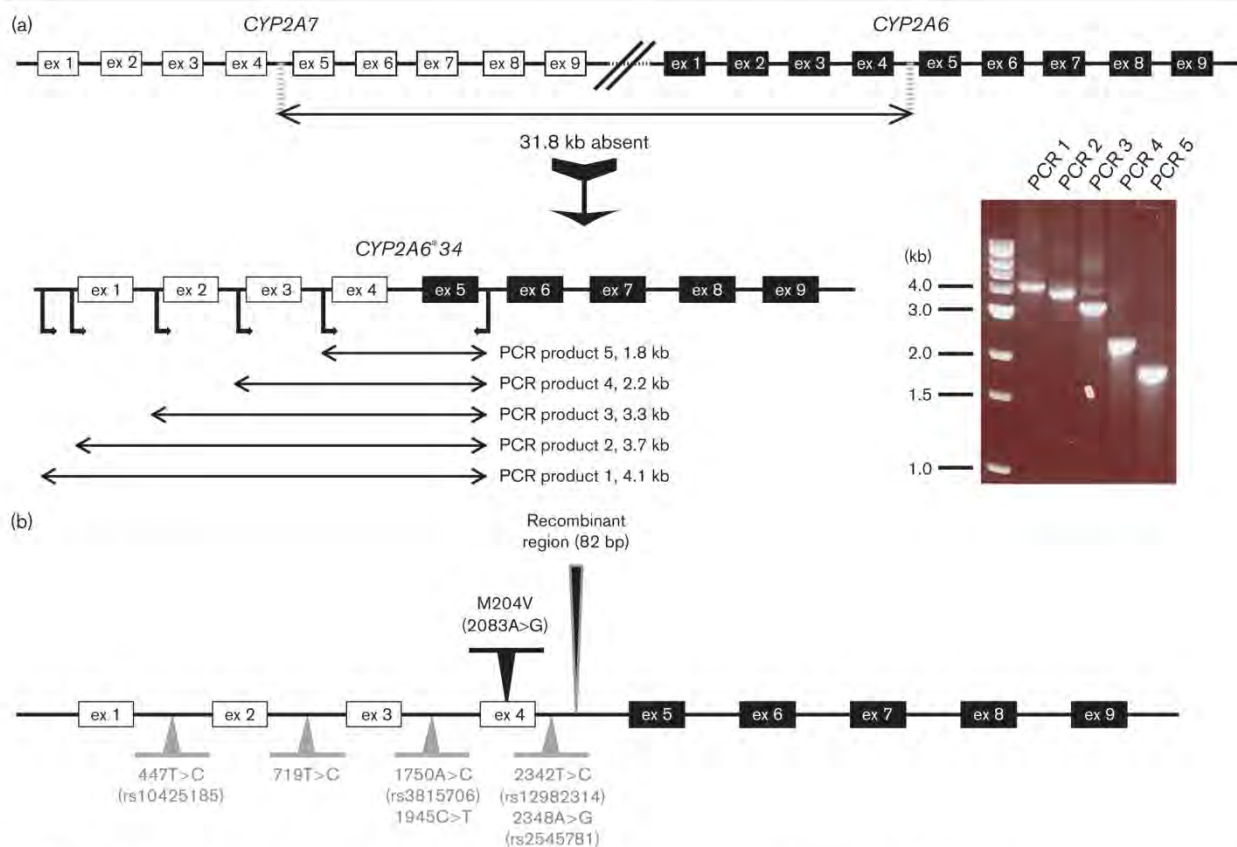 (a)
CYP2A7
CYP2A6
ex 1 ex 2 ex 3 ex 4 ex 5 ex 6 ex 7 ex 8 ex 9 ex 1 ex 2 ex 3 ex 4 ex 5 ex 6 ex 7 ex 8 ex 9
31.8 kb absent
CYP2A6*34
ex 1 ex 2 ex 3 ex 4 ex 5 ex 6 ex 7 ex 8 ex 9
PCR product 5, 1.8 kb
PCR product 4, 2.2 kb
PCR product 3, 3.3 kb
PCR product 2, 3.7 kb
PCR product 1, 4.1 kb
PCR 1
PCR 2
PCR 3
PCR 4
PCR 5
(kb)
4.0
3.0
2.0
1.5
1.0
(b)
Recombinant
region (82 bp)
M204V
(2083A>G)
ex 1 ex 2 ex 3 ex 4 ex 5 ex 6 ex 7 ex 8 ex 9
447T>C
(rs10425185)
719T>C
1750A>C
(rs3815706)
1945C>T
2342T>C
(rs12982314)
2348A>G
(rs2545781)